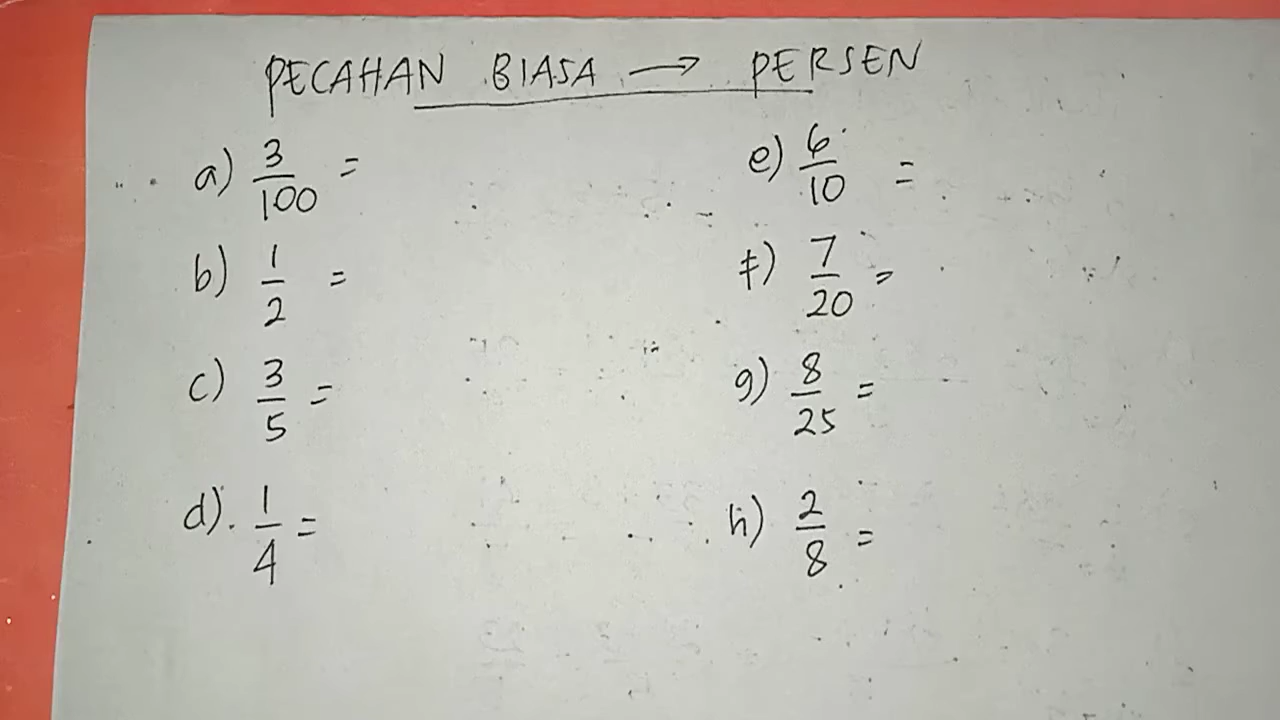 PECAHAN BIASA → PERSEN
a) 3/100 =
b) 1/2 =
c) 3/5 =
d). 1/4 =
e) 6/10 =
f) 7/20 =
g) 8/25 =
h) 2/8 =